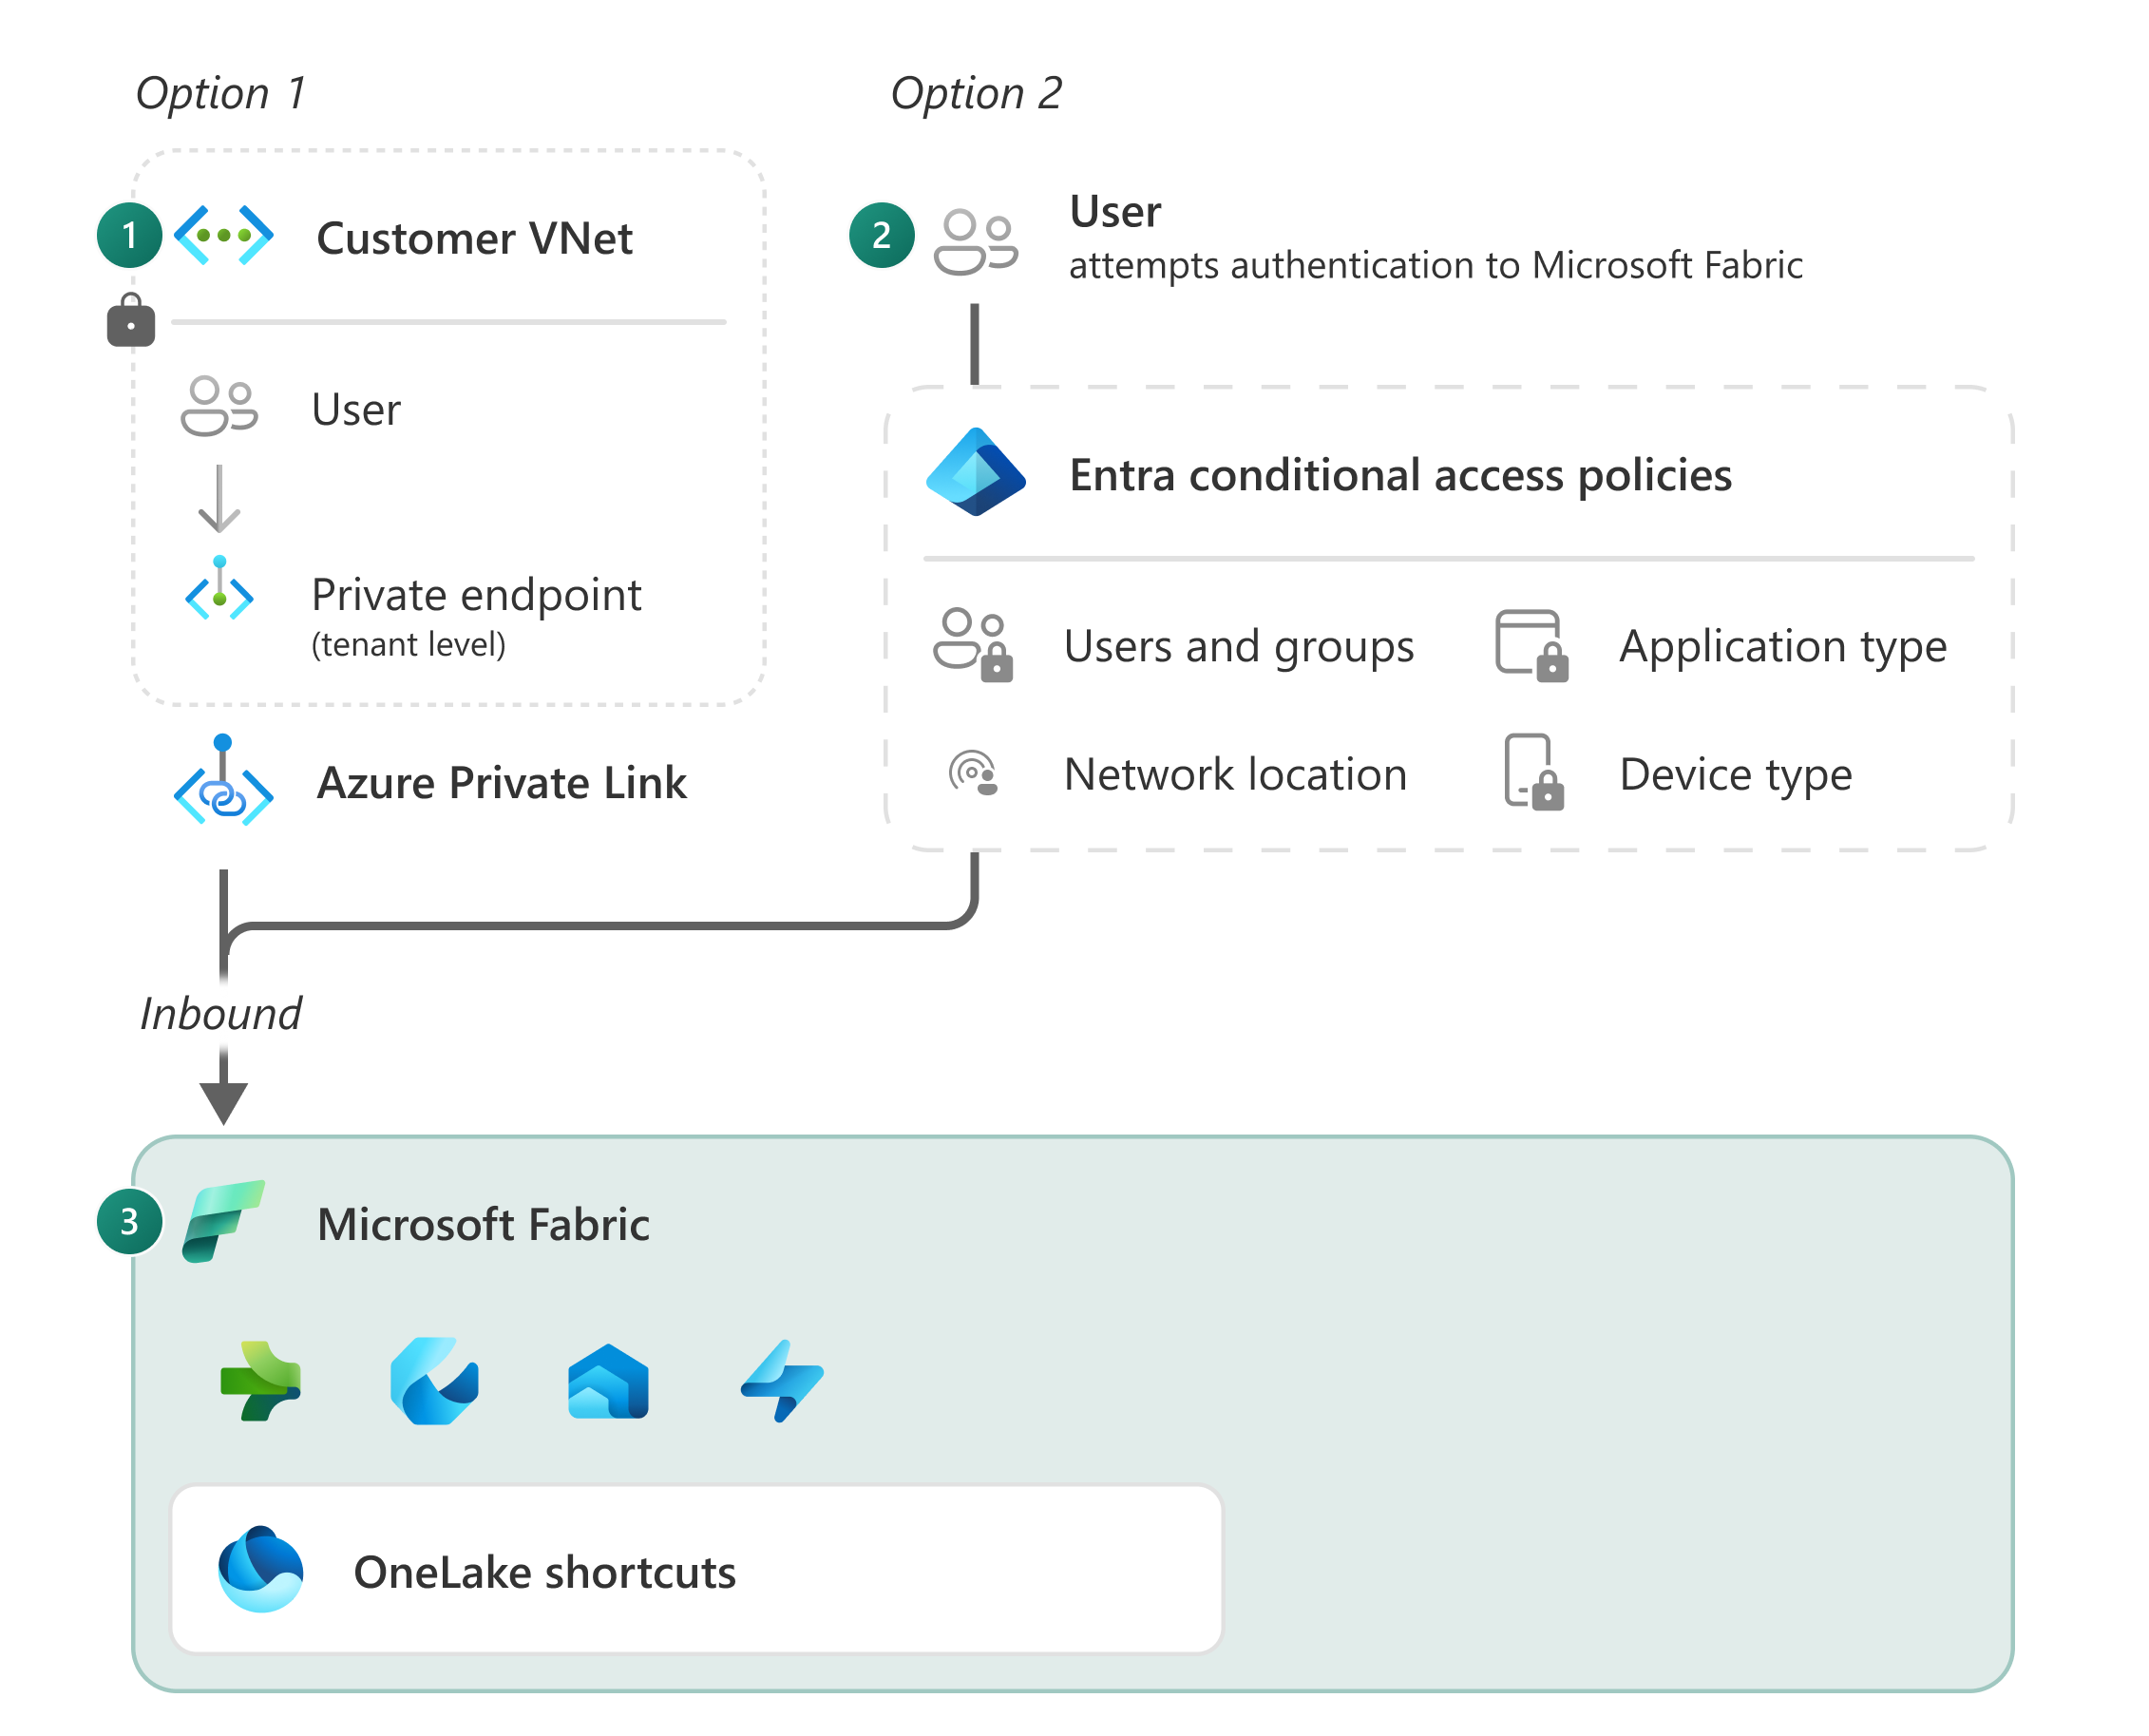 Option 1
1
Customer VNet
User
Private endpoint
(tenant level)
Azure Private Link
Option 2
2
User
attempts authentication to Microsoft Fabric
Entra conditional access policies
Users and groups
Application type
Network location
Device type
Inbound
3
Microsoft Fabric
OneLake shortcuts